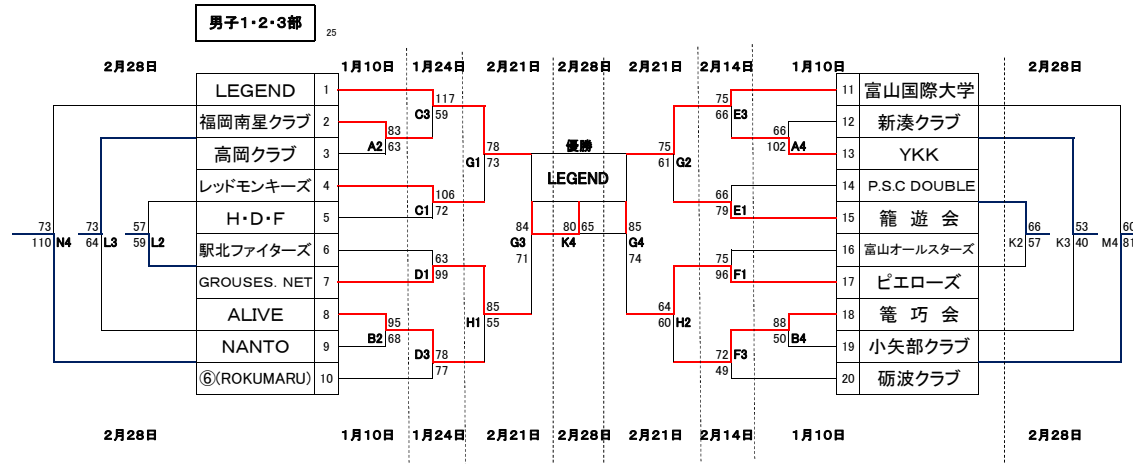 男子1・2・3部
25
2月28日 1月10日 1月24日 2月21日 2月28日 2月21日 2月14日 1月10日 2月28日
LEGEND 1
福岡南星クラブ 2
高岡クラブ 3
レッドモンキーズ 4
H・D・F 5
駅北ファイターズ 6
GROUSES. NET 7
ALIVE 8
NANTO 9
⑥(ROKUMARU) 10
73
110 N4
73
64 L3
57
59 L2
83
A2 63
95
B2 68
117
C3 59
106
C1 72
63
D1 99
D3 78
77
78
G1 73
85
H1 55
84
G3
71
優勝
LEGEND
80 65
K4
85
G4
74
75
61 G2
64
60 H2
75
66 E3
66
79 E1
75
96 F1
72 F3
49
66
102 A4
88
50 B4
11 富山国際大学
12 新湊クラブ
13 YKK
14 P.S.C DOUBLE
15 籠遊会
16 富山オールスターズ
17 ピエローズ
18 篭巧会
19 小矢部クラブ
20 砺波クラブ
66
K2 57
53
K3 40
60
M4 81
2月28日 1月10日 1月24日 2月21日 2月28日 2月21日 2月14日 1月10日 2月28日